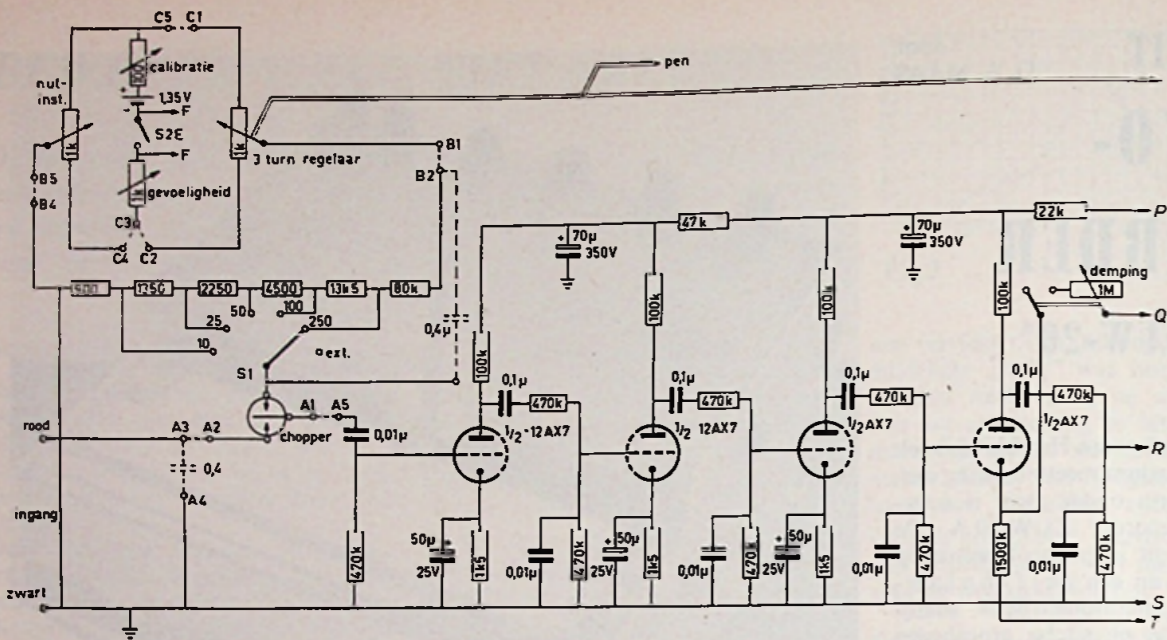 C5 C1
100
calibratie
nul-
inst.
+
1,35V
-
F
S2E
F
1k
1k
3 turn regelaar
pen
B1
B2
B5
B4
gevoeligheid
C3
C4 C2
1250
2250
4500
13k5
80k
10
25
50
100
250
ext.
S1
0,4μ
rood
A3 A2
A1 A5
chopper
0,4
A4
0,01μ
ingang
zwart
470k
50μ
+
25V
1k5
100k
0,1μ
470k
1/2-12AX7
+
70μ
350V
0,01μ
470k
50μ
+
25V
1k5
100k
0,1μ
470k
1/2 12AX7
47k
0,01μ
470k
50μ
+
25V
1k5
100k
0,1μ
470k
1/2AX7
+
70μ
350V
0,01μ
470k
1500k
100k
0,1μ
470k
1/2AX7
22k
demping
1M
0,01μ
470k
P
Q
R
S
T